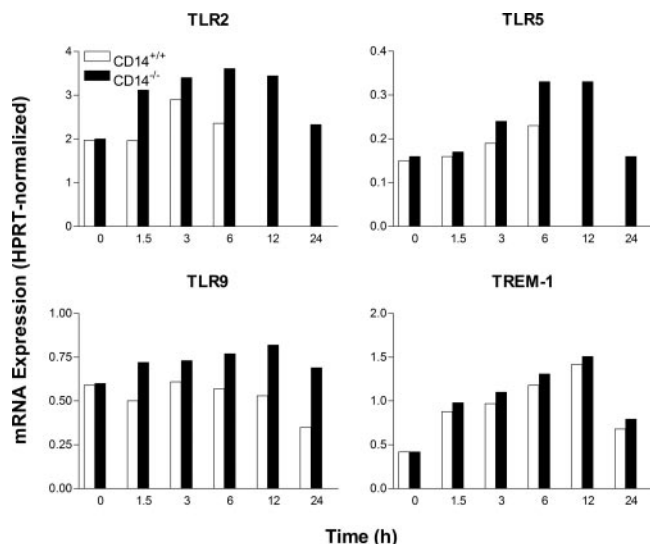 TLR2
4
3
2
1
0
CD14+/+
CD14-/-
0 1.5 3 6 12 24
TLR5
0.4
0.3
0.2
0.1
0.0
0 1.5 3 6 12 24
mRNA Expression (HPRT-normalized)
TLR9
1.00
0.75
0.50
0.25
0.00
0 1.5 3 6 12 24
TREM-1
2.0
1.5
1.0
0.5
0.0
0 1.5 3 6 12 24
Time (h)